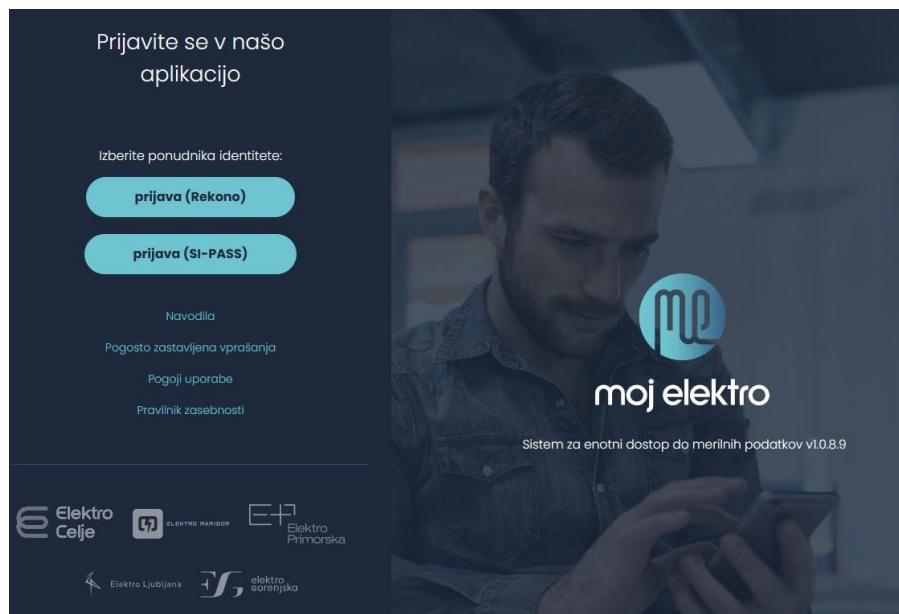 Prijavite se v našo
aplikacijo
Izberite ponudnika identitete:
prijava (Rekono)
prijava (SI-PASS)
Navodila
Pogosto zastavljena vprašanja
Pogoji uporabe
Pravilnik zasebnosti
Elektro
Celje
ELEKTRO MARIBOR
E+
Elektro
Primorska
Elektro Ljubljana
elektro
Gorenjska
moj elektro
Sistem za enotni dostop do merilnih podatkov v1.0.8.9